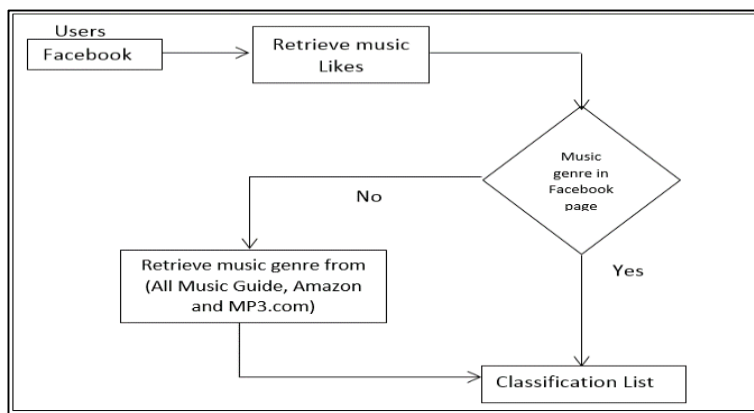 Users
Facebook
Retrieve music
Likes
Music
genre in
Facebook
page
No
Retrieve music genre from
(All Music Guide, Amazon
and MP3.com)
Yes
Classification List